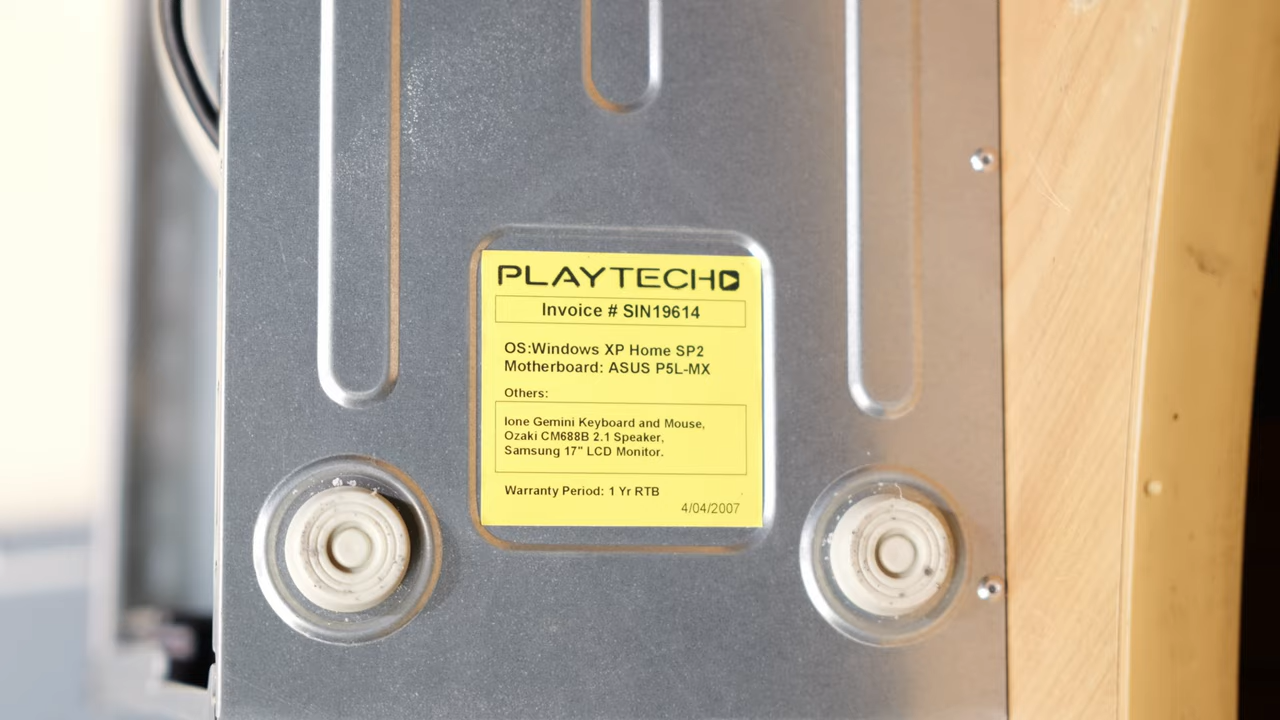 PLAYTECH
Invoice # SIN19614
OS:Windows XP Home SP2
Motherboard: ASUS P5L-MX
Others:
Ione Gemini Keyboard and Mouse,
Ozaki CM688B 2.1 Speaker,
Samsung 17" LCD Monitor.
Warranty Period: 1 Yr RTB
4/04/2007